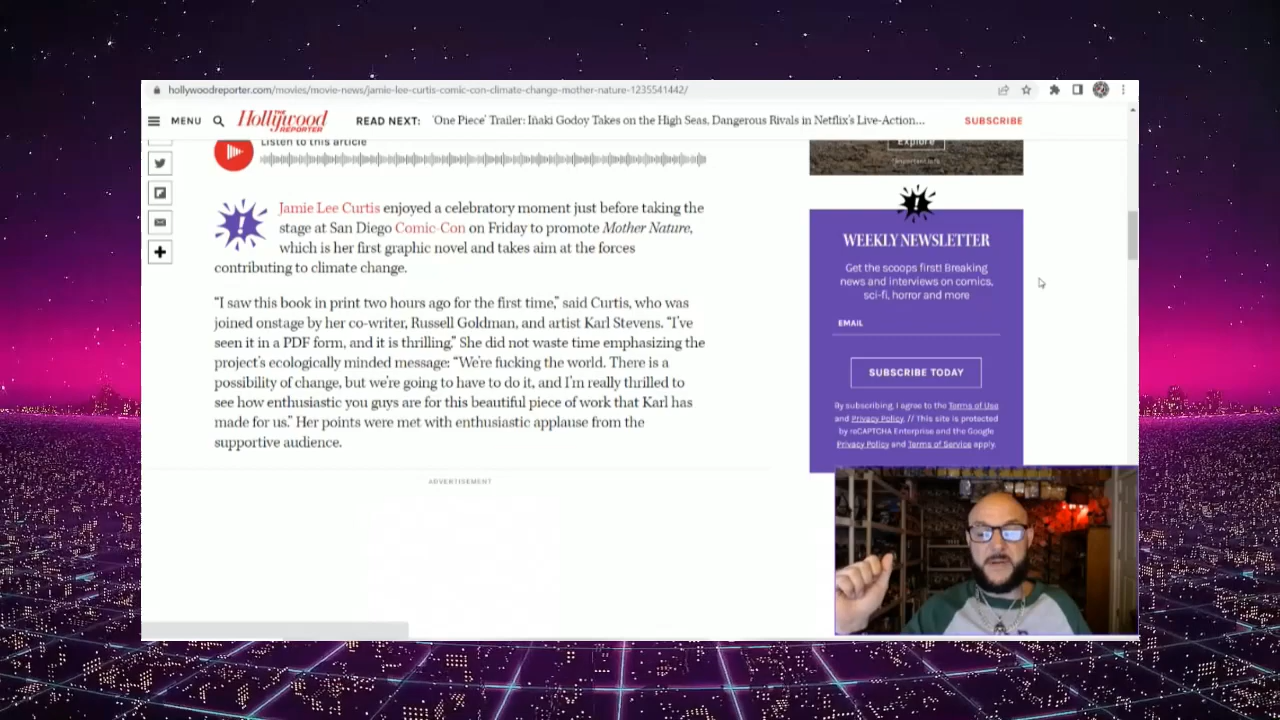 hollywoodreporter.com/movies/movie-news/jamie-lee-curtis-comic-con-climate-change-mother-nature-1235541442/
MENU
THE Hollywood REPORTER
READ NEXT: 'One Piece' Trailer: Iñaki Godoy Takes on the High Seas, Dangerous Rivals in Netflix's Live-Action...
SUBSCRIBE
Listen to this article
Jamie Lee Curtis enjoyed a celebratory moment just before taking the
stage at San Diego Comic-Con on Friday to promote Mother Nature,
which is her first graphic novel and takes aim at the forces
contributing to climate change.
“I saw this book in print two hours ago for the first time,” said Curtis, who was
joined onstage by her co-writer, Russell Goldman, and artist Karl Stevens. “I’ve
seen it in a PDF form, and it is thrilling.” She did not waste time emphasizing the
project’s ecologically minded message: “We’re fucking the world. There is a
possibility of change, but we’re going to have to do it, and I’m really thrilled to
see how enthusiastic you guys are for this beautiful piece of work that Karl has
made for us.” Her points were met with enthusiastic applause from the
supportive audience.
ADVERTISEMENT
Explore
Important Info
WEEKLY NEWSLETTER
Get the scoops first! Breaking
news and interviews on comics,
sci-fi, horror and more
EMAIL
SUBSCRIBE TODAY
By subscribing, I agree to the Terms of Use
and Privacy Policy. // This site is protected
by reCAPTCHA Enterprise and the Google
Privacy Policy and Terms of Service apply.